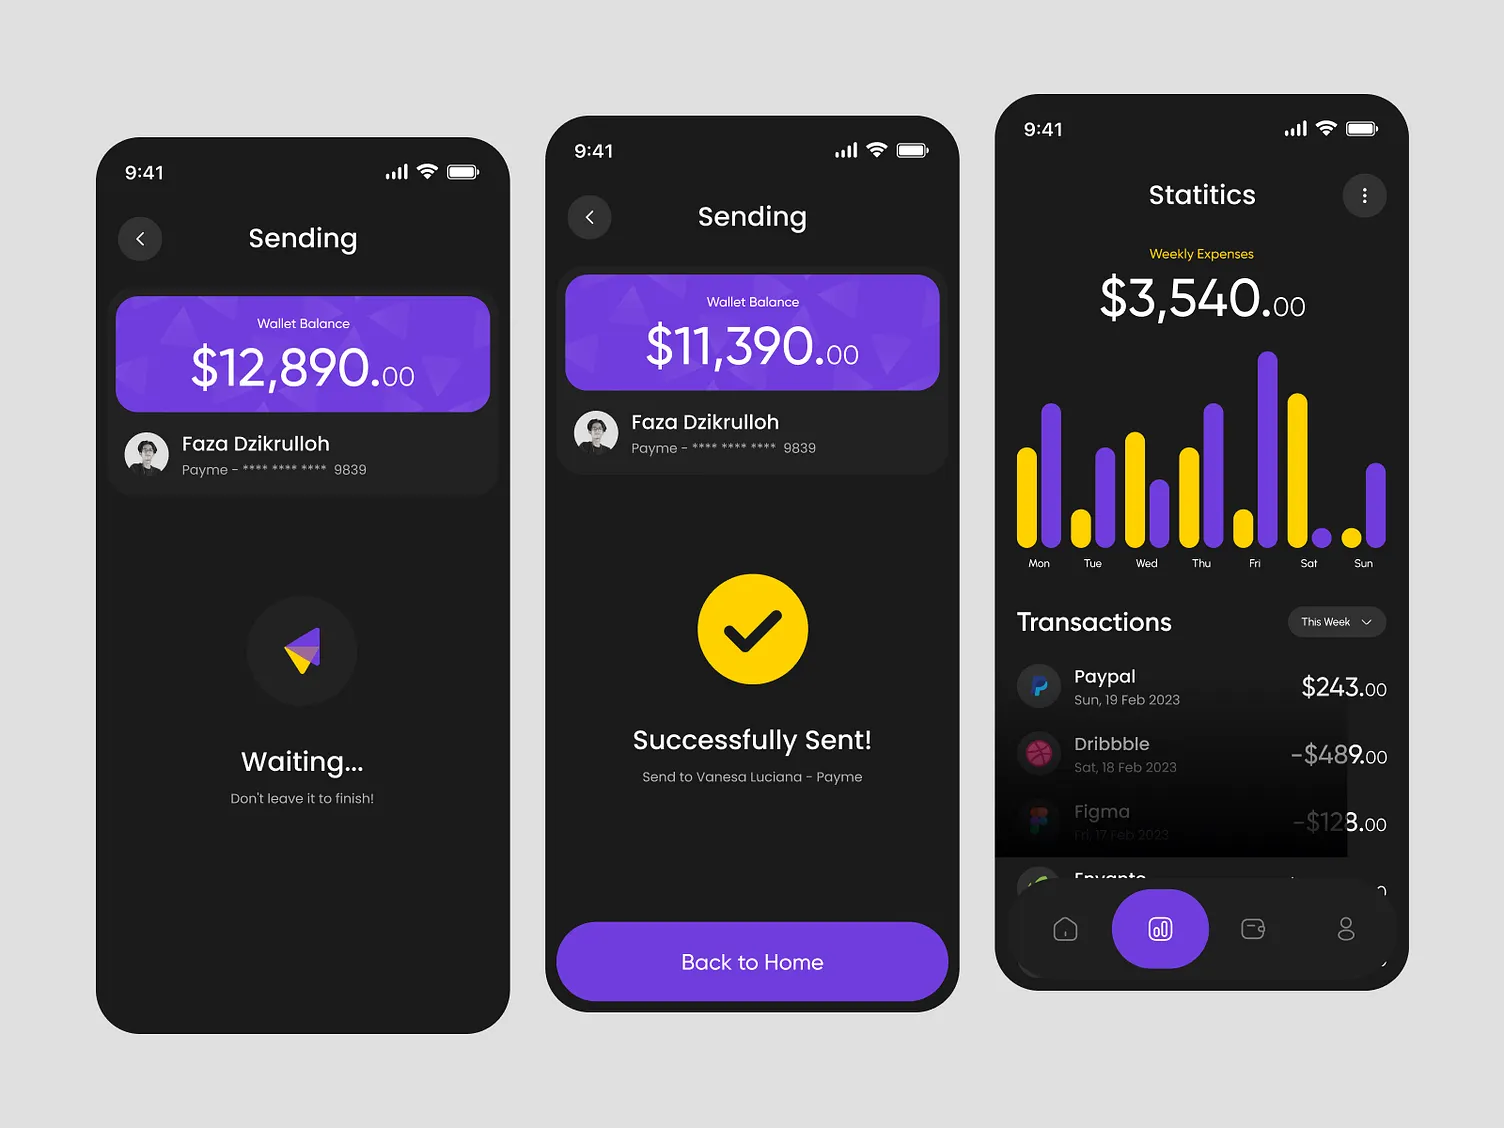 9:41
Sending
Wallet Balance
$12,890.00
Faza Dzikrulloh
Payme - **** **** **** 9839
Waiting...
Don't leave it to finish!
9:41
Sending
Wallet Balance
$11,390.00
Faza Dzikrulloh
Payme - **** **** **** 9839
Successfully Sent!
Send to Vanesa Luciana - Payme
Back to Home
9:41
Statitics
Weekly Expenses
$3,540.00
Mon Tue Wed Thu Fri Sat Sun
Transactions
This Week
Paypal
$243.00
Sun, 19 Feb 2023
Dribbble
-$489.00
Sat, 18 Feb 2023
Figma
-$128.00
Fri, 17 Feb 2023
Envanto